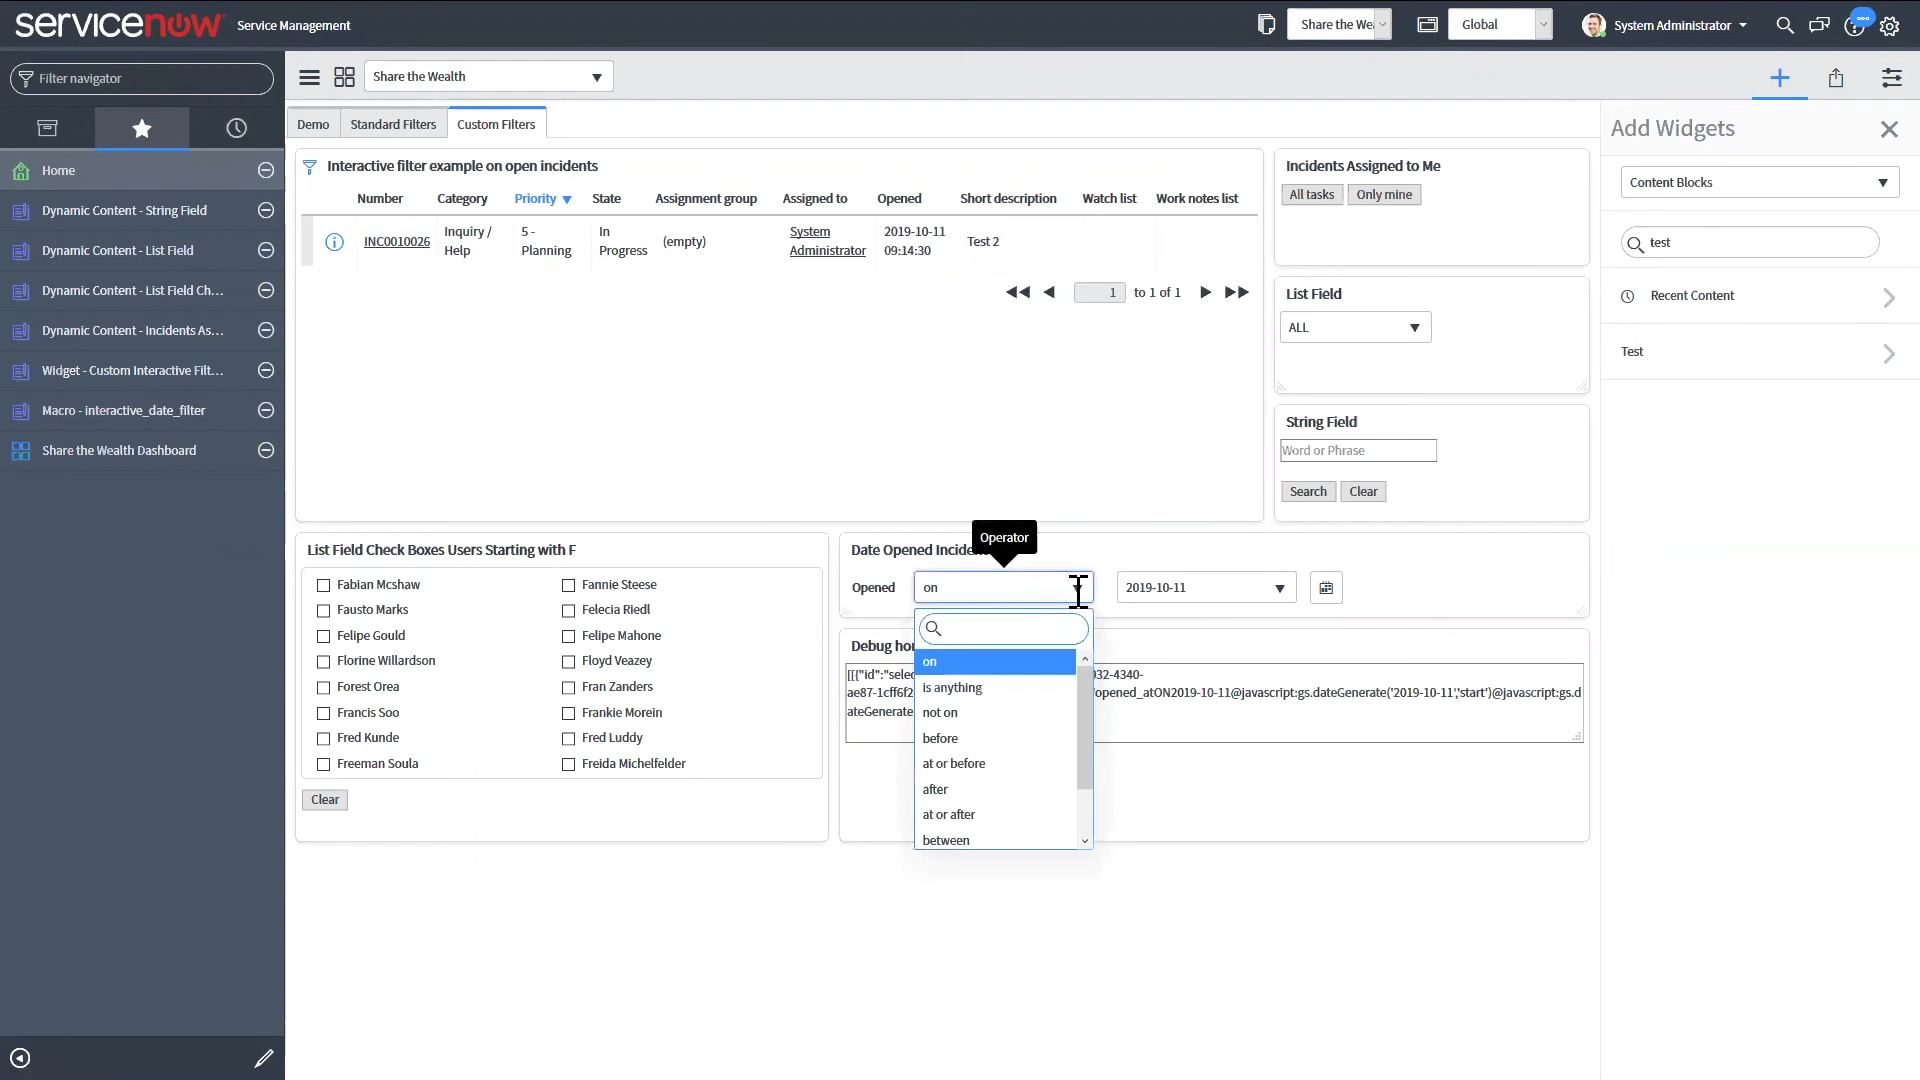 servicenow Service Management
Share the Wea
Global
System Administrator
Filter navigator
Share the Wealth
Home
Dynamic Content - String Field
Dynamic Content - List Field
Dynamic Content - List Field Ch...
Dynamic Content - Incidents As...
Widget - Custom Interactive Filt...
Macro - interactive_date_filter
Share the Wealth Dashboard
Demo Standard Filters Custom Filters
Interactive filter example on open incidents
Number Category Priority State Assignment group Assigned to Opened Short description Watch list Work notes list
INC0010026 Inquiry / Help 5 - Planning In Progress (empty) System Administrator 2019-10-11 09:14:30 Test 2
1 to 1 of 1
Incidents Assigned to Me
All tasks Only mine
List Field
ALL
String Field
Word or Phrase
Search Clear
List Field Check Boxes Users Starting with F
Fabian Mcshaw Fannie Steese
Fausto Marks Felecia Riedl
Felipe Gould Felipe Mahone
Florine Willardson Floyd Veazey
Forest Orea Fran Zanders
Francis Soo Frankie Morein
Fred Kunde Fred Luddy
Freeman Soula Freida Michelfelder
Clear
Operator
Date Opened Incide
Opened on 2019-10-11
on
is anything
not on
before
at or before
after
at or after
between
Debug ho
[[{"id":"selec 932-4340-
ae87-1cff6f2 opened_atON2019-10-11@javascript:gs.dateGenerate('2019-10-11','start')@javascript:gs.d
ateGenerate
Add Widgets
Content Blocks
test
Recent Content
Test